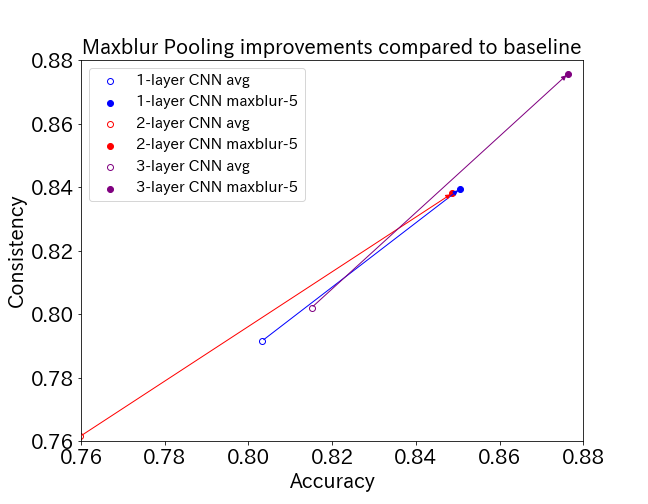 Maxblur Pooling improvements compared to baseline
0.88
0.86
0.84
0.82
0.80
0.78
0.76
Consistency
1-layer CNN avg
1-layer CNN maxblur-5
2-layer CNN avg
2-layer CNN maxblur-5
3-layer CNN avg
3-layer CNN maxblur-5
0.76 0.78 0.80 0.82 0.84 0.86 0.88
Accuracy